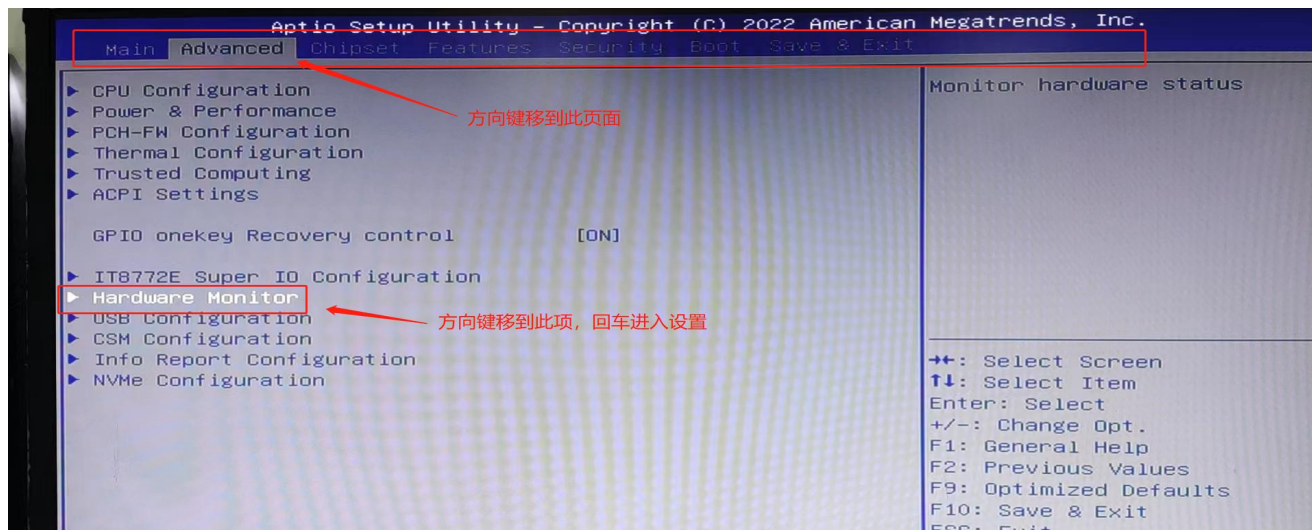 Aptio Setup Utility – Copyright (C) 2022 American Megatrends, Inc.
Main Advanced Chipset Features Security Boot Save & Exit
CPU Configuration
Power & Performance
PCH-FW Configuration
Thermal Configuration
Trusted Computing
ACPI Settings
GPIO onekey Recovery control [ON]
IT8772E Super IO Configuration
Hardware Monitor
USB Configuration
CSM Configuration
Info Report Configuration
NVMe Configuration
方向键移到此页面
方向键移到此项，回车进入设置
Monitor hardware status
→←: Select Screen
↑↓: Select Item
Enter: Select
+/-: Change Opt.
F1: General Help
F2: Previous Values
F9: Optimized Defaults
F10: Save & Exit
ESC: Exit